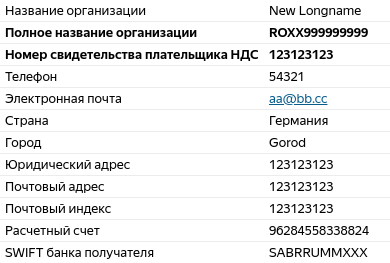 Название организации New Longname
Полное название организации ROXX999999999
Номер свидетельства плательщика НДС 123123123
Телефон 54321
Электронная почта aa@bb.cc
Страна Германия
Город Gorod
Юридический адрес 123123123
Почтовый адрес 123123123
Почтовый индекс 123123123
Расчетный счет 96284558338824
SWIFT банка получателя SABRRUMMXXX